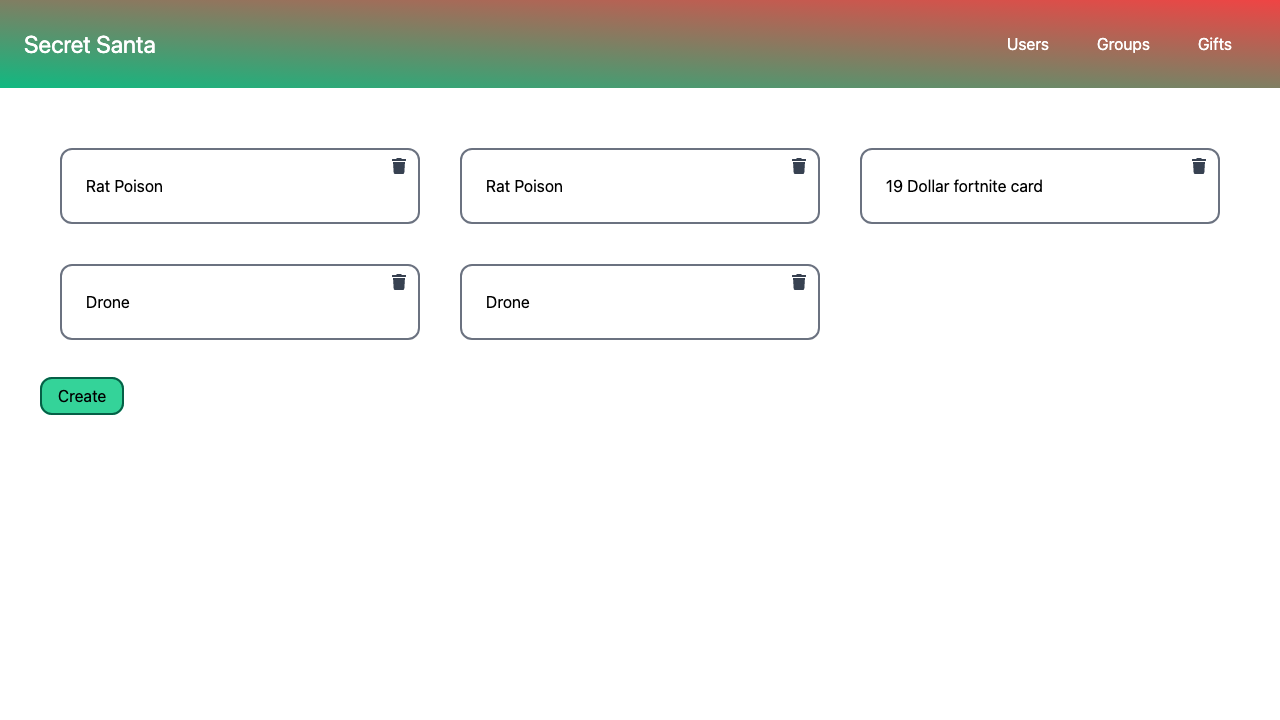 Secret Santa
Users
Groups
Gifts
Rat Poison
Rat Poison
19 Dollar fortnite card
Drone
Drone
Create